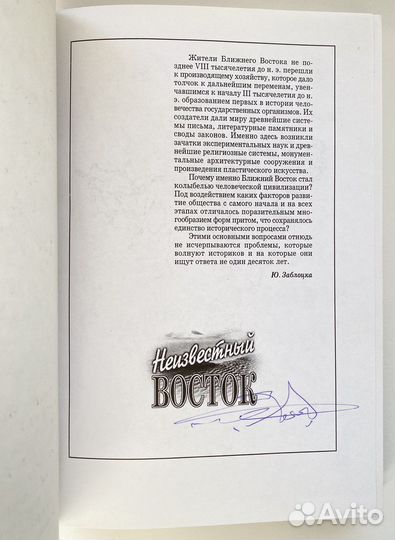 Жители Ближнего Востока не по-
зднее VIII тысячелетия до н. э. перешли
к производящему хозяйству, которое дало
толчок к дальнейшим переменам, увен-
чавшимся к началу III тысячелетия до н.
э. образованием первых в истории чело-
вечества государственных организмов. Их
создатели дали миру древнейшие систе-
мы письма, литературные памятники и
своды законов. Именно здесь возникли
зачатки экспериментальных наук и древ-
нейшие религиозные системы, монумен-
тальные архитектурные сооружения и
произведения пластического искусства.
Почему именно Ближний Восток стал
колыбелью человеческой цивилизации?
Под воздействием каких факторов разви-
тие общества с самого начала и на всех
этапах отличалось поразительным мно-
гообразием форм притом, что сохранялось
единство исторического процесса?
Этими основными вопросами отнюдь
не исчерпываются проблемы, которые
волнуют историков и на которые они
ищут ответа не один десяток лет.
Ю. Заблоцка
Неизвестный
ВОСТОК
Avito